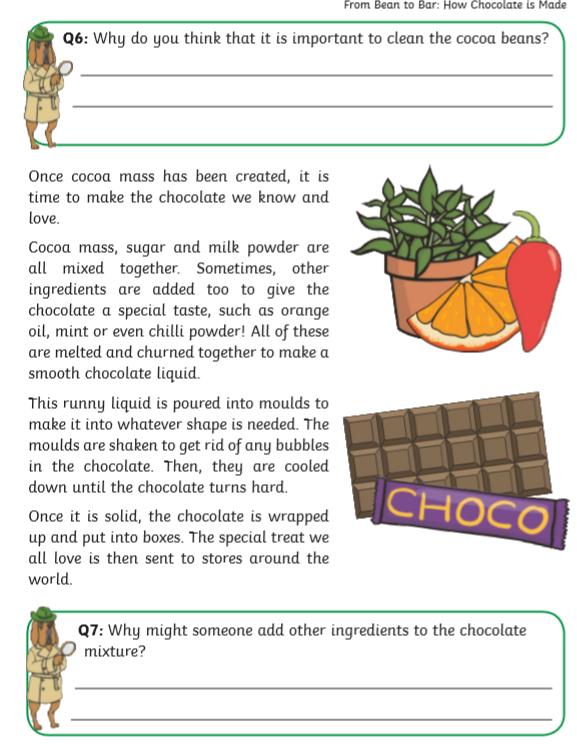 From Bean to Bar: How Chocolate is Made
Q6: Why do you think that it is important to clean the cocoa beans?
Once cocoa mass has been created, it is
time to make the chocolate we know and
love.
Cocoa mass, sugar and milk powder are
all mixed together. Sometimes, other
ingredients are added too to give the
chocolate a special taste, such as orange
oil, mint or even chilli powder! All of these
are melted and churned together to make a
smooth chocolate liquid.
This runny liquid is poured into moulds to
make it into whatever shape is needed. The
moulds are shaken to get rid of any bubbles
in the chocolate. Then, they are cooled
down until the chocolate turns hard.
CHOCO
Once it is solid, the chocolate is wrapped
up and put into boxes. The special treat we
all love is then sent to stores around the
world.
Q7: Why might someone add other ingredients to the chocolate
mixture?